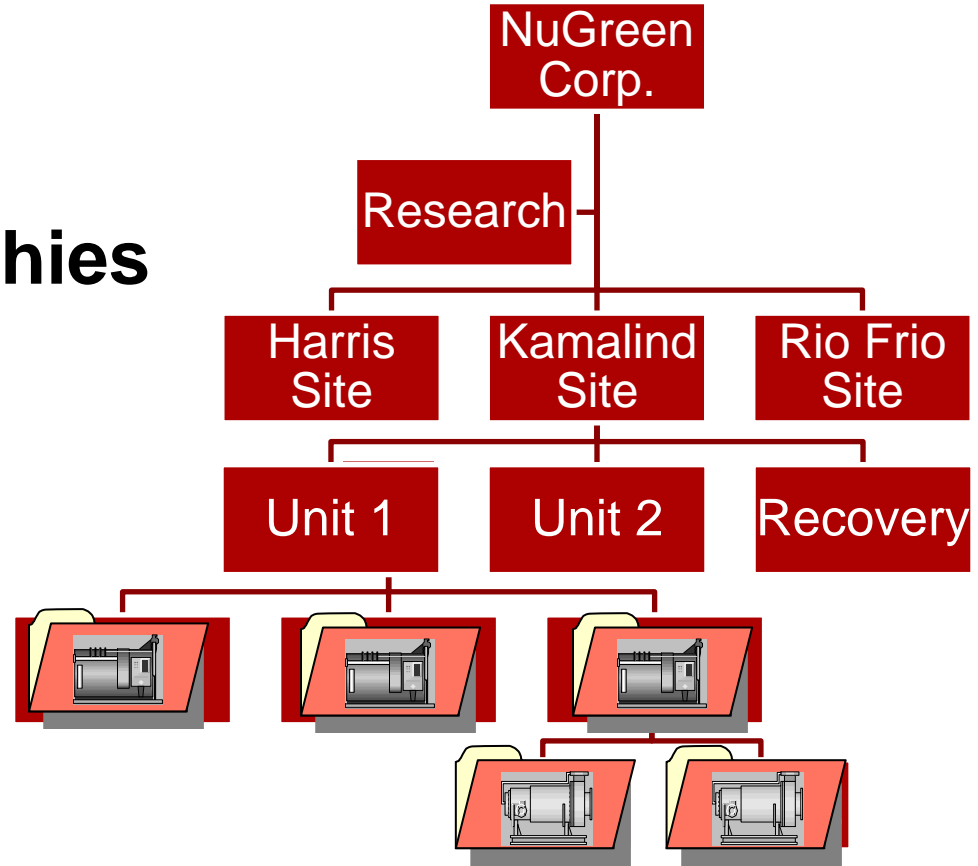 NuGreen
Corp.
Research
hies
Harris
Site
Kamalind
Site
Rio Frio
Site
Unit 1
Unit 2
Recovery